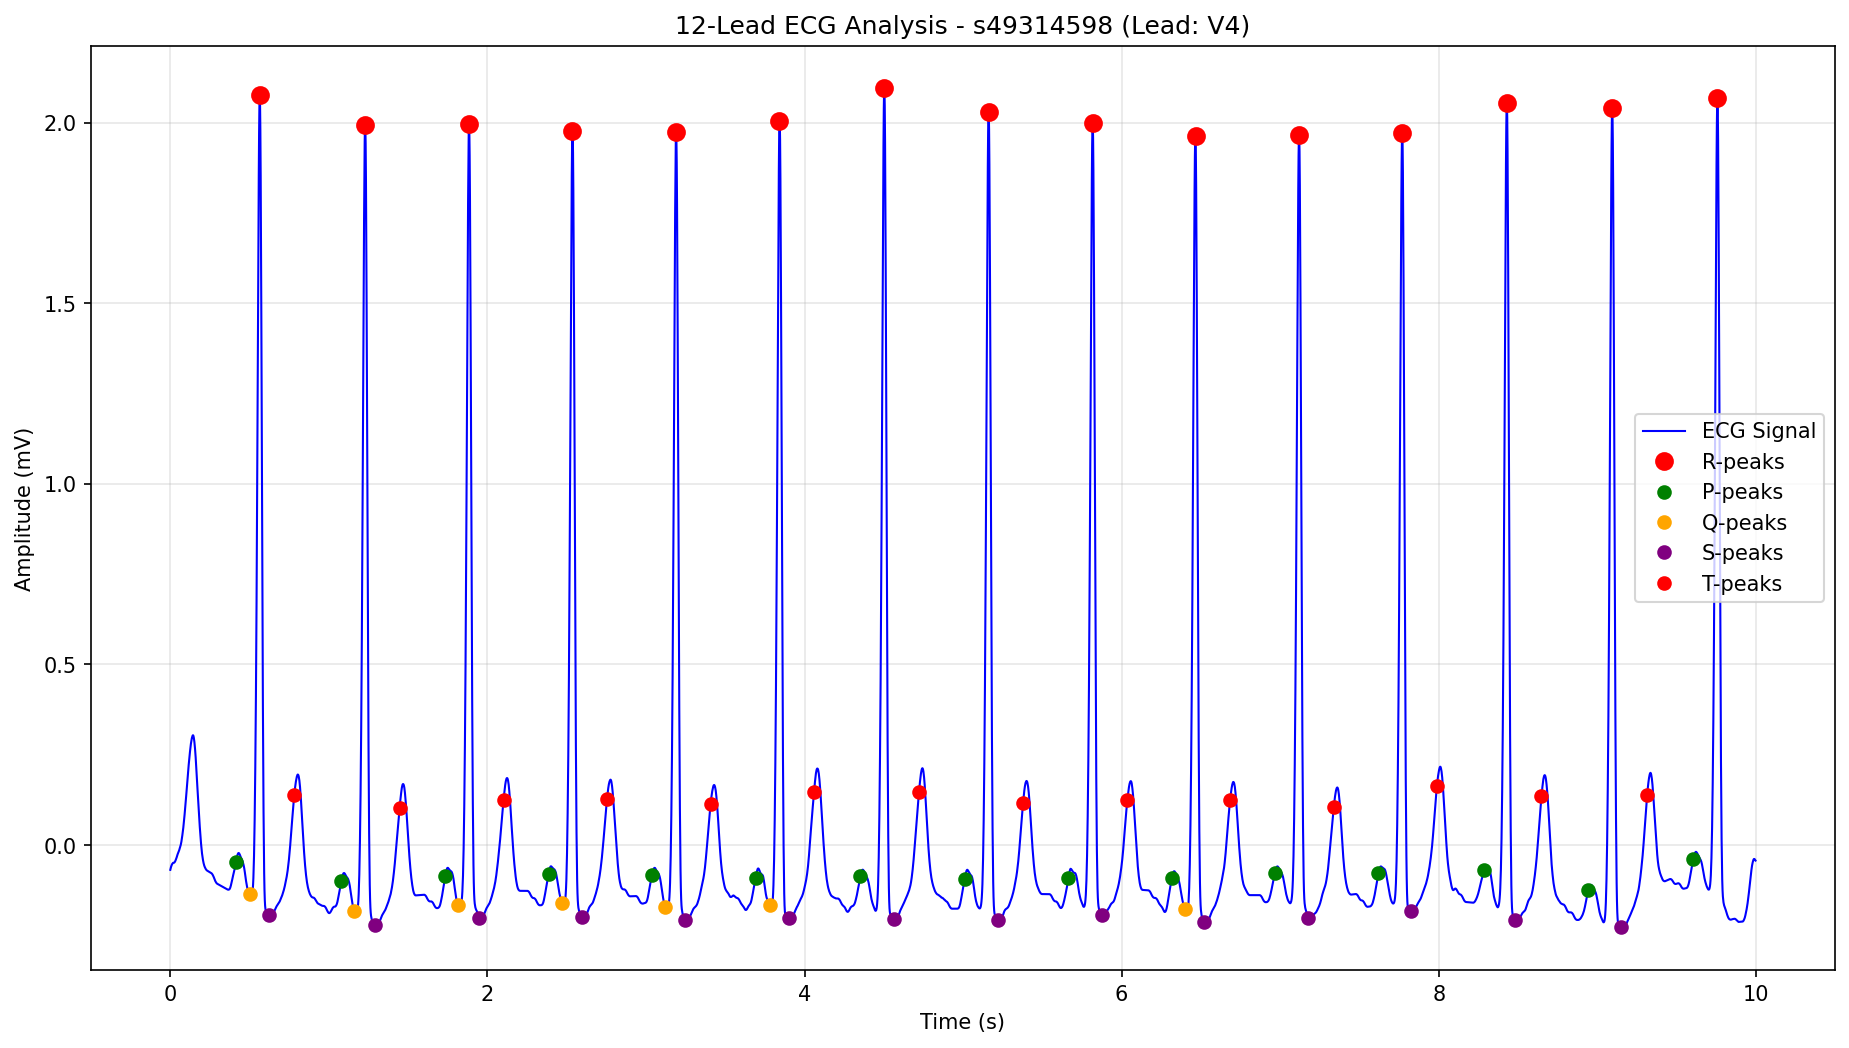 12-Lead ECG Analysis - s49314598 (Lead: V4)
Amplitude (mV)
2.0
1.5
1.0
0.5
0.0
ECG Signal
R-peaks
P-peaks
Q-peaks
S-peaks
T-peaks
0 2 4 6 8 10
Time (s)